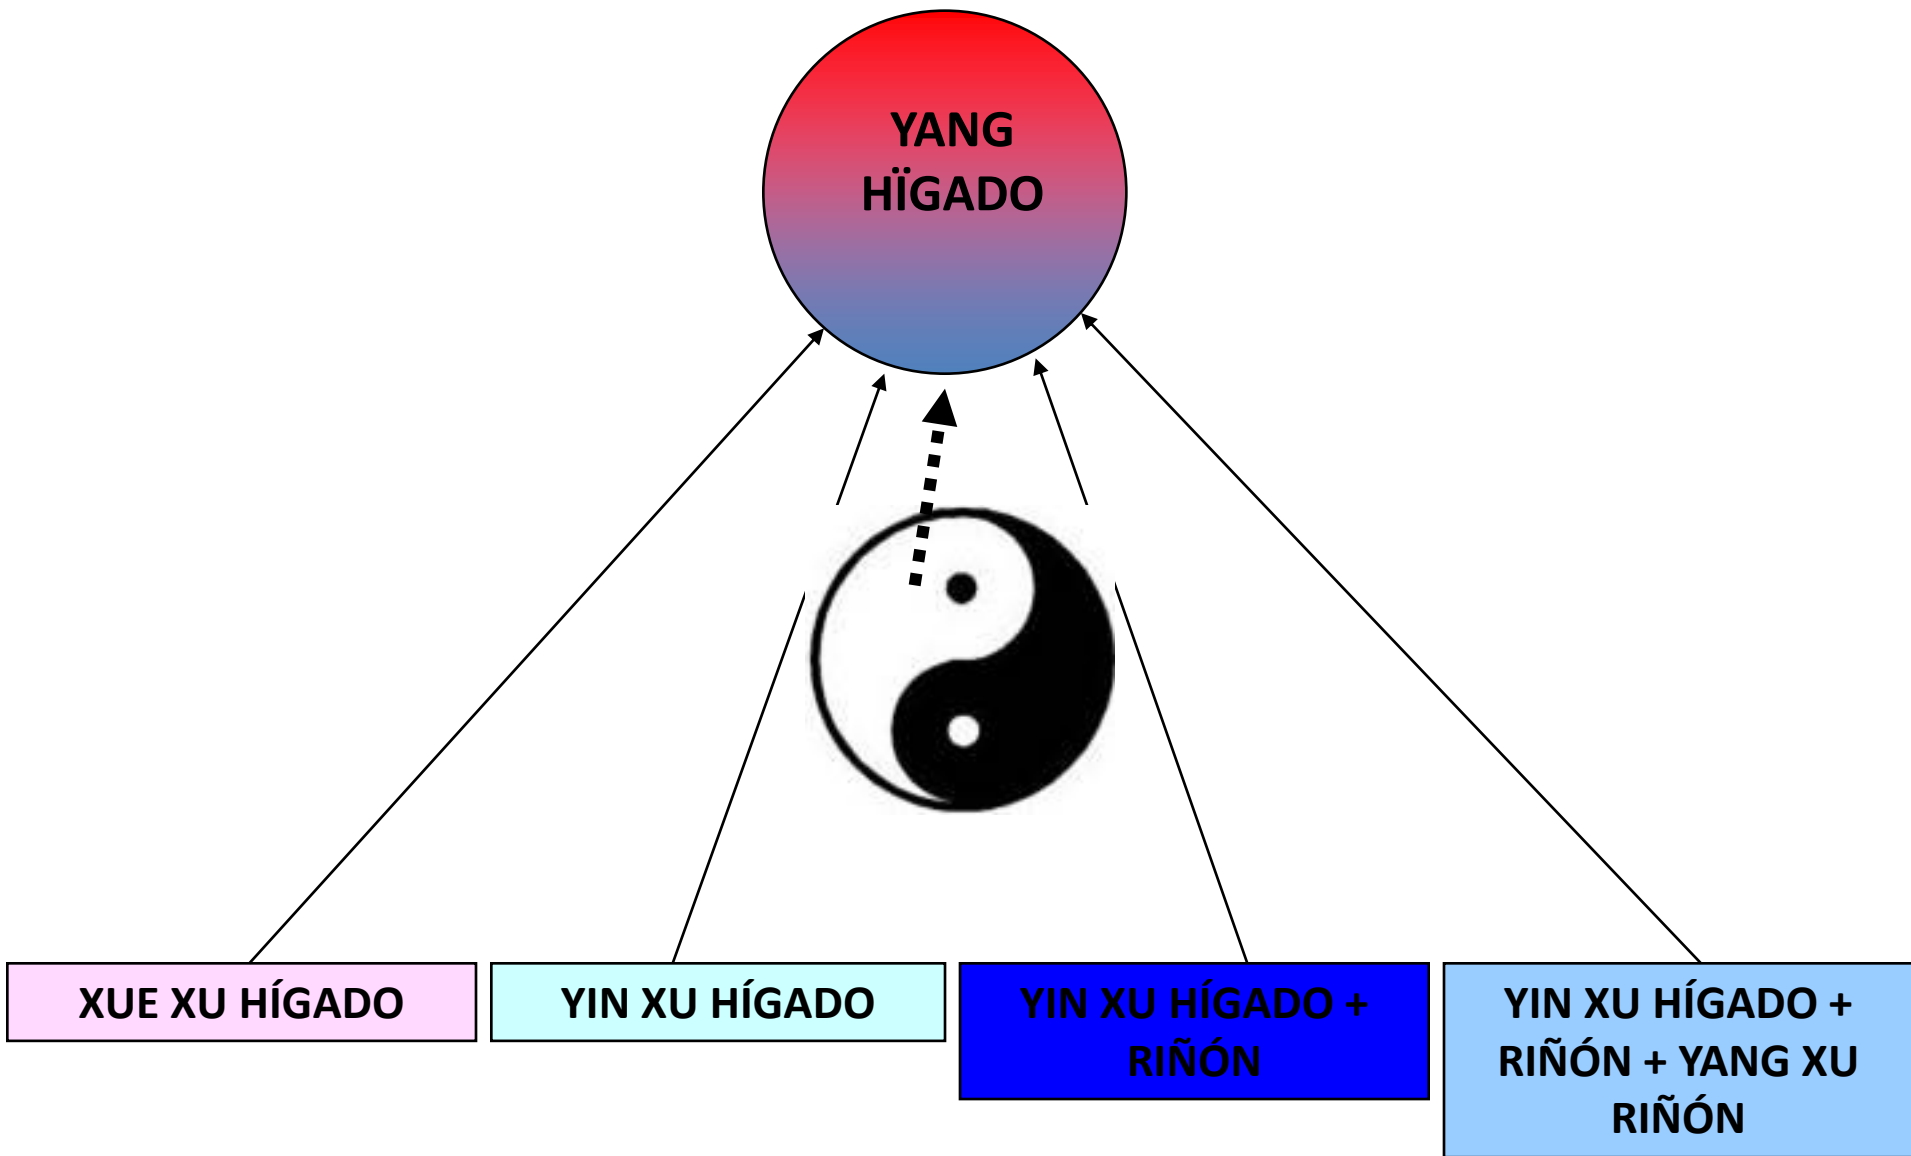 YANG
HÏGADO
XUE XU HÍGADO
YIN XU HÍGADO
YIN XU HÍGADO +
RIÑÓN
YIN XU HÍGADO +
RIÑÓN + YANG XU
RIÑÓN